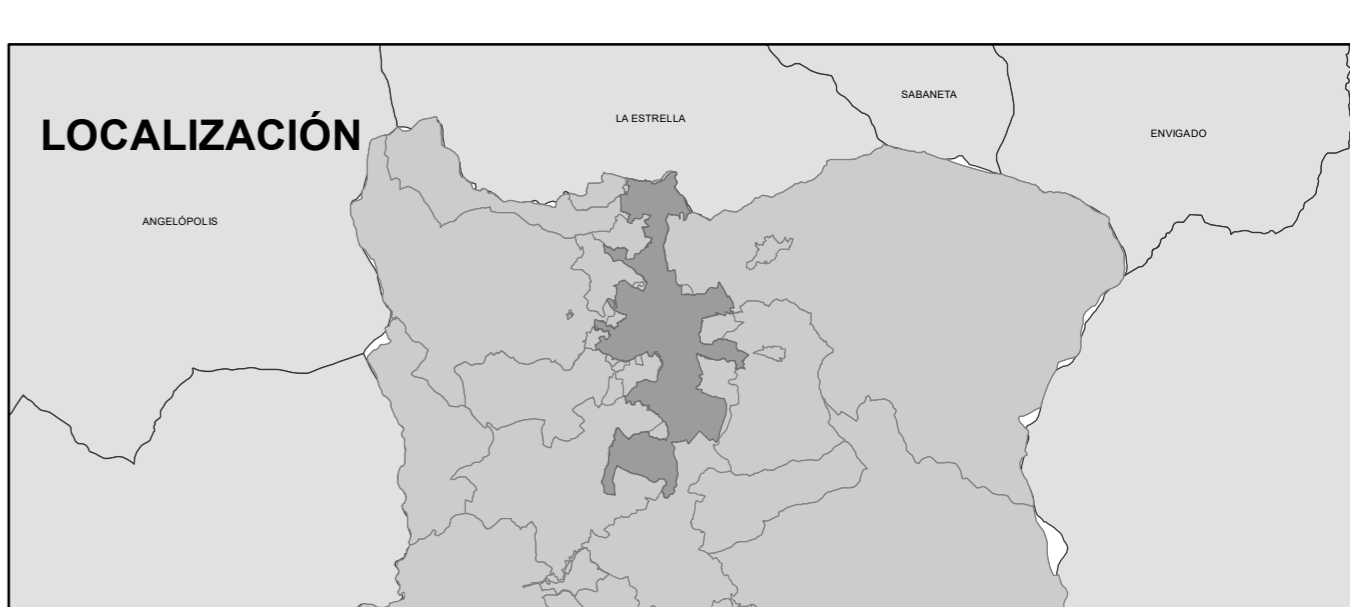 SABANETA
LA ESTRELLA
LOCALIZACIÓN
ENVIGADO
ANGELÓPOLIS